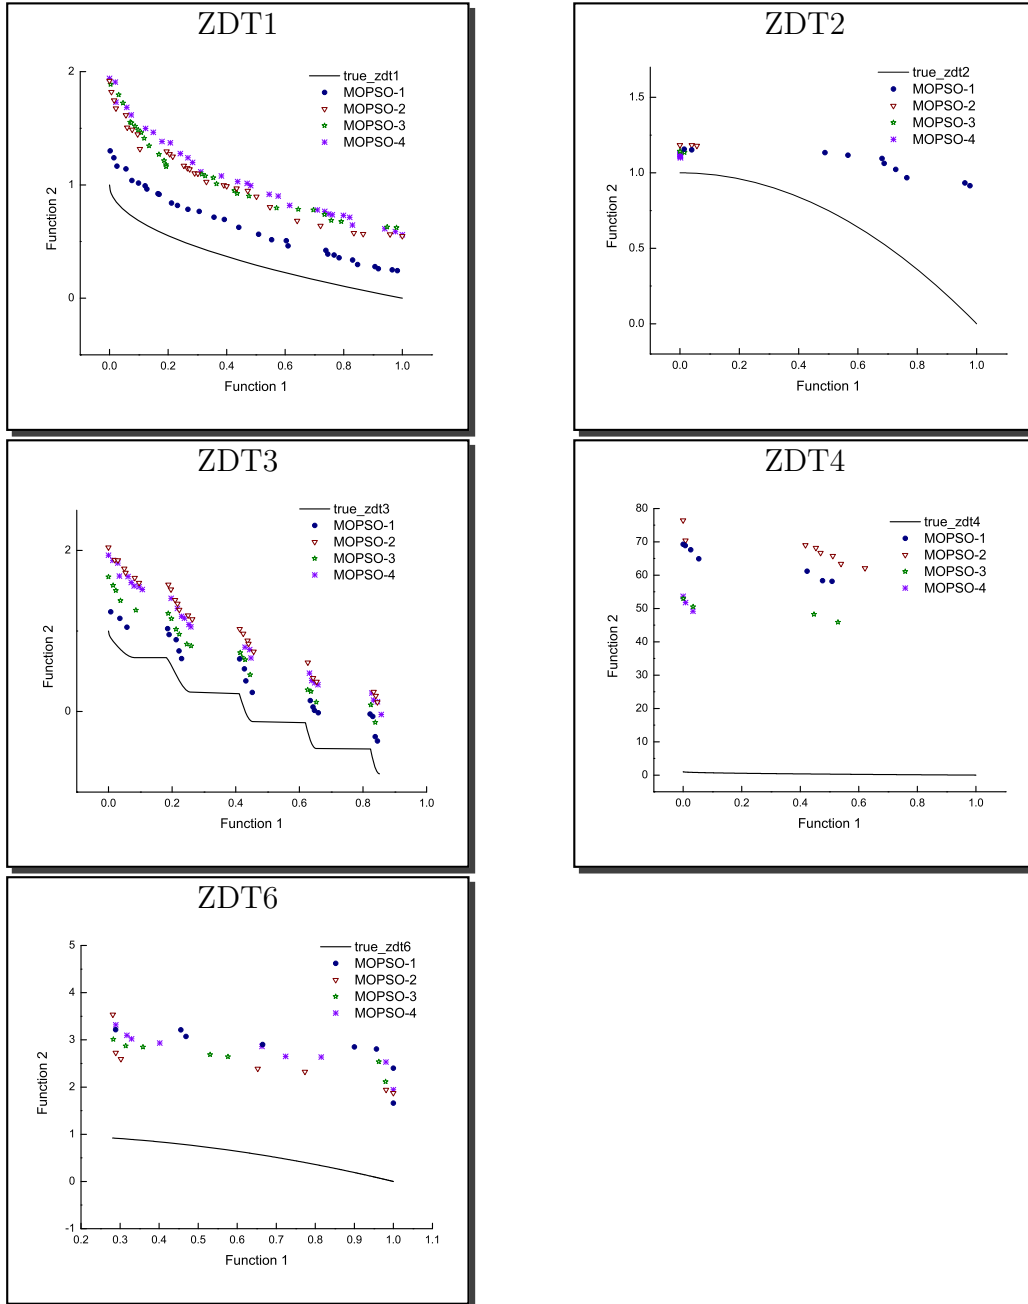 ZDT1
true_zdt1
MOPSO-1
MOPSO-2
MOPSO-3
MOPSO-4
2
1
0
Function 2
0.0 0.2 0.4 0.6 0.8 1.0
Function 1
ZDT2
true_zdt2
MOPSO-1
MOPSO-2
MOPSO-3
MOPSO-4
1.5
1.0
0.5
0.0
Function 2
0.0 0.2 0.4 0.6 0.8 1.0
Function 1
ZDT3
true_zdt3
MOPSO-1
MOPSO-2
MOPSO-3
MOPSO-4
2
0
Function 2
0.0 0.2 0.4 0.6 0.8 1.0
Function 1
ZDT4
true_zdt4
MOPSO-1
MOPSO-2
MOPSO-3
MOPSO-4
80
70
60
50
40
30
20
10
0
Function 2
0.0 0.2 0.4 0.6 0.8 1.0
Function 1
ZDT6
true_zdt6
MOPSO-1
MOPSO-2
MOPSO-3
MOPSO-4
5
4
3
2
1
0
-1
Function 2
0.2 0.3 0.4 0.5 0.6 0.7 0.8 0.9 1.0 1.1
Function 1